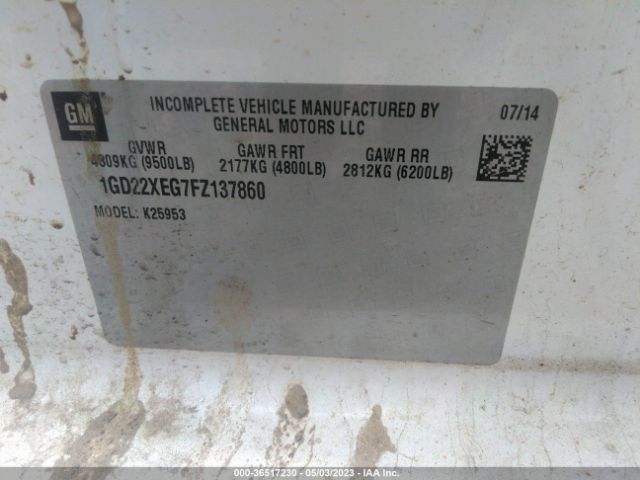 GM
INCOMPLETE VEHICLE MANUFACTURED BY
GENERAL MOTORS LLC
07/14
GVWR GAWR FRT GAWR RR
4309KG (9500LB) 2177KG (4800LB) 2812KG (6200LB)
1GD22XEG7FZ137860
MODEL: K25953
000-36517230 - 05/03/2023 - IAA Inc.